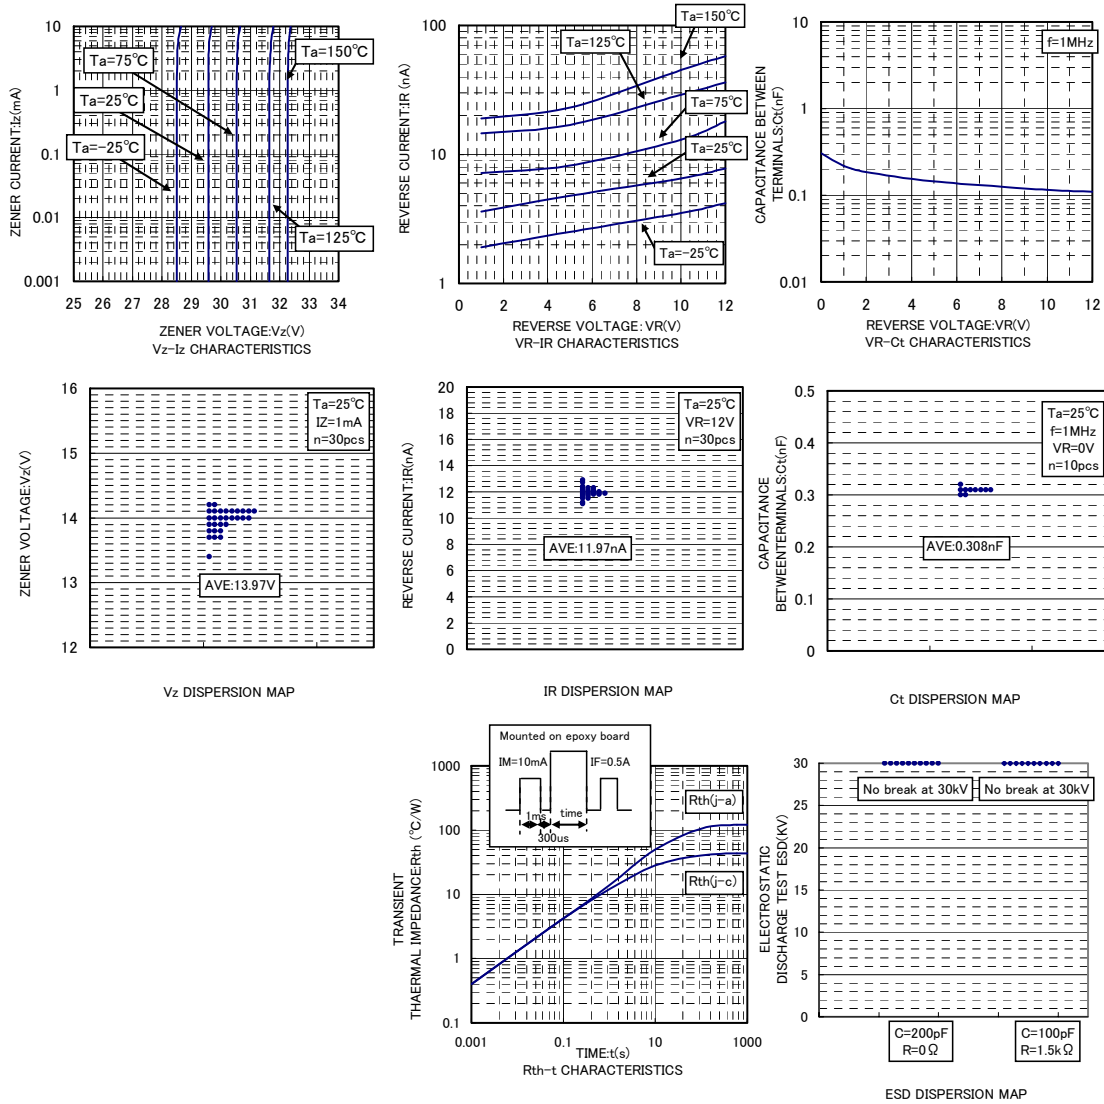 ZENER CURRENT:Iz(mA)
10
1
0.1
0.01
0.001
25 26 27 28 29 30 31 32 33 34
Ta=75℃
Ta=25℃
Ta=−25℃
Ta=150℃
Ta=125℃
ZENER VOLTAGE:Vz(V)
Vz−Iz CHARACTERISTICS
REVERSE CURRENT:IR (nA)
100
10
1
0 2 4 6 8 10 12
Ta=150℃
Ta=125℃
Ta=75℃
Ta=25℃
Ta=−25℃
REVERSE VOLTAGE:VR(V)
VR−IR CHARACTERISTICS
CAPACITANCE BETWEEN
TERMINALS:Ct(nF)
10
1
0.1
0.01
0 2 4 6 8 10 12
f=1MHz
REVERSE VOLTAGE:VR(V)
VR−Ct CHARACTERISTICS
ZENER VOLTAGE:Vz(V)
16
15
14
13
12
Ta=25℃
IZ=1mA
n=30pcs
AVE:13.97V
Vz DISPERSION MAP
REVERSE CURRENT:IR(nA)
20
18
16
14
12
10
8
6
4
2
0
Ta=25℃
VR=12V
n=30pcs
AVE:11.97nA
IR DISPERSION MAP
CAPACITANCE
BETWEENTERMINALS:Ct(nF)
0.5
0.4
0.3
0.2
0.1
0
Ta=25℃
f=1MHz
VR=0V
n=10pcs
AVE:0.308nF
Ct DISPERSION MAP
TRANSIENT
THAERMAL IMPEDANCE:Rth (℃/W)
1000
100
10
1
0.1
0.001 0.1 10 1000
Mounted on epoxy board
IM=10mA IF=0.5A
1ms time
300us
Rth(j−a)
Rth(j−c)
TIME:t(s)
Rth−t CHARACTERISTICS
ELECTROSTATIC
DISCHARGE TEST ESD(KV)
30
25
20
15
10
5
0
No break at 30kV No break at 30kV
C=200pF
R=0Ω
C=100pF
R=1.5kΩ
ESD DISPERSION MAP